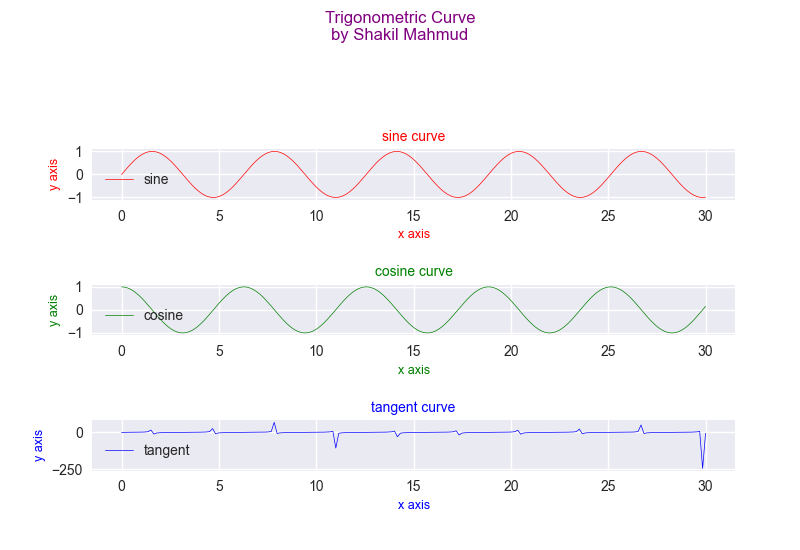 Trigonometric Curve
by Shakil Mahmud
sine curve
1
0
−1
y axis
sine
0 5 10 15 20 25 30
x axis
cosine curve
1
0
−1
y axis
cosine
0 5 10 15 20 25 30
x axis
tangent curve
0
−250
y axis
tangent
0 5 10 15 20 25 30
x axis